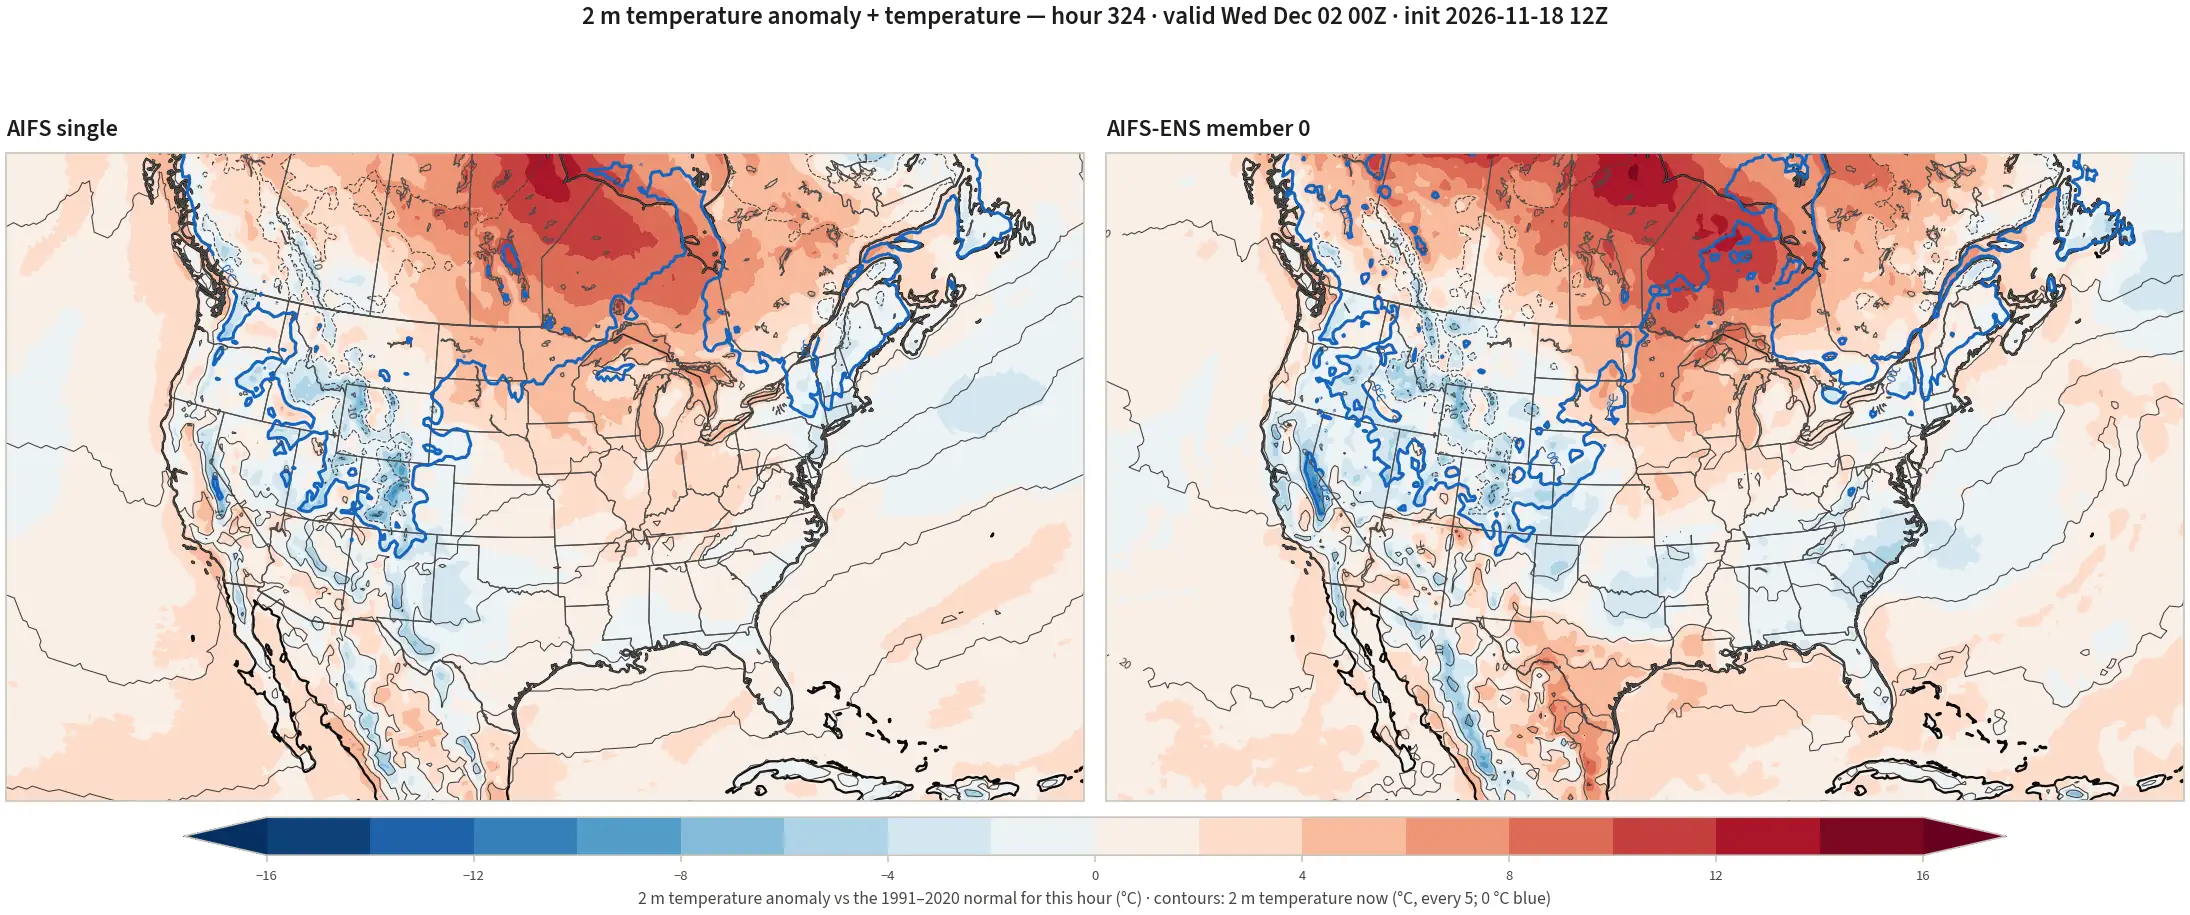 2 m temperature anomaly + temperature — hour 324 · valid Wed Dec 02 00Z · init 2026-11-18 12Z
AIFS single
AIFS-ENS member 0
20
−16 −12 −8 −4 0 4 8 12 16
2 m temperature anomaly vs the 1991–2020 normal for this hour (°C) · contours: 2 m temperature now (°C, every 5; 0 °C blue)